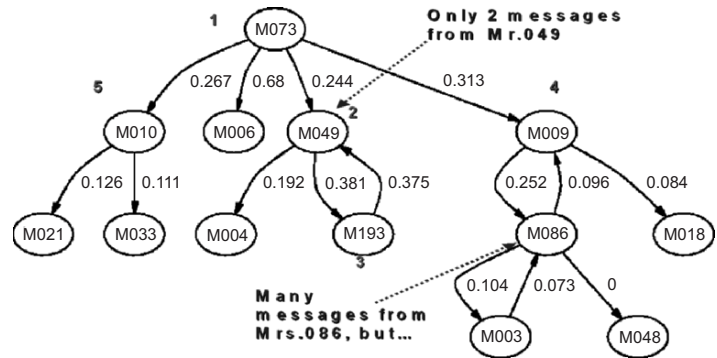 Only 2 messages
from Mr.049
1
M073
0.267
0.68
0.244
0.313
5
4
M010
M006
M049
2
M009
0.126
0.111
0.192
0.381
0.375
0.252
0.096
0.084
M021
M033
M004
M193
3
M086
M018
Many
messages from
Mrs.086, but...
0.104
0.073
0
M003
M048